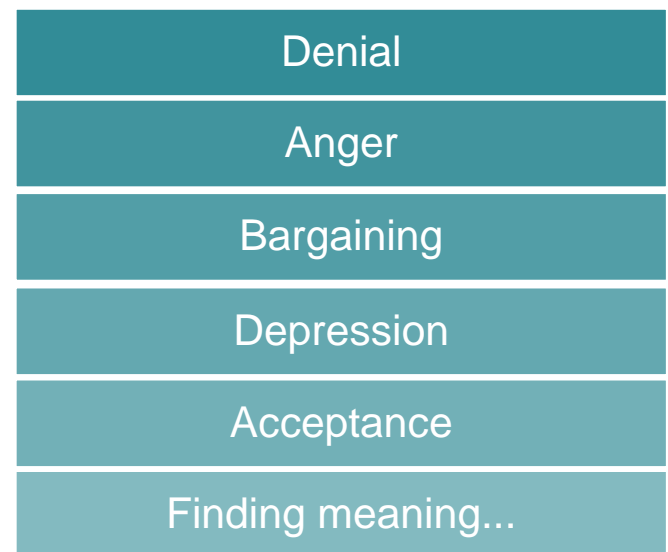 Denial
Anger
Bargaining
Depression
Acceptance
Finding meaning...